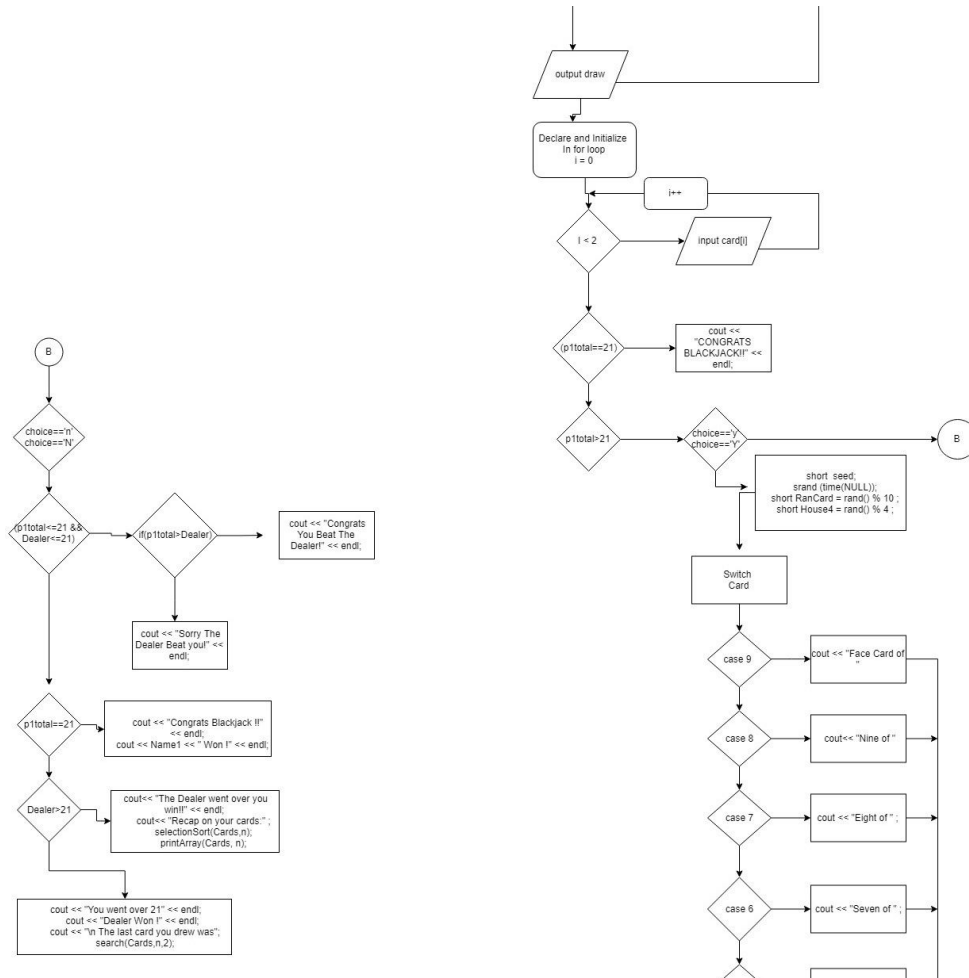 output draw
Declare and Initialize
In for loop
i = 0
i++
I < 2
input card[i]
(p1total==21)
cout <<
"CONGRATS
BLACKJACK!!" <<
endl;
p1total>21
choice=='y'
choice=='Y'
B
short  seed;
srand (time(NULL));
short RanCard = rand() % 10 ;
short House4 = rand() % 4 ;
Switch
Card
case 9
cout << "Face Card of
"
case 8
cout<< "Nine of "
case 7
cout << "Eight of " ;
case 6
cout << "Seven of " ;
B
choice=='n'
choice=='N'
(p1total<=21 &&
Dealer<=21)
if(p1total>Dealer)
cout << "Congrats
You Beat The
Dealer!" << endl;
cout << "Sorry The
Dealer Beat you!" <<
endl;
p1total==21
cout << "Congrats Blackjack !!"
<< endl;
cout << Name1 << " Won !" << endl;
Dealer>21
cout<< "The Dealer went over you
win!!" << endl;
cout<< "Recap on your cards:" ;
selectionSort(Cards,n);
printArray(Cards, n);
cout << "You went over 21" << endl;
cout << "Dealer Won !" << endl;
cout << "\n The last card you drew was";
search(Cards,n,2);